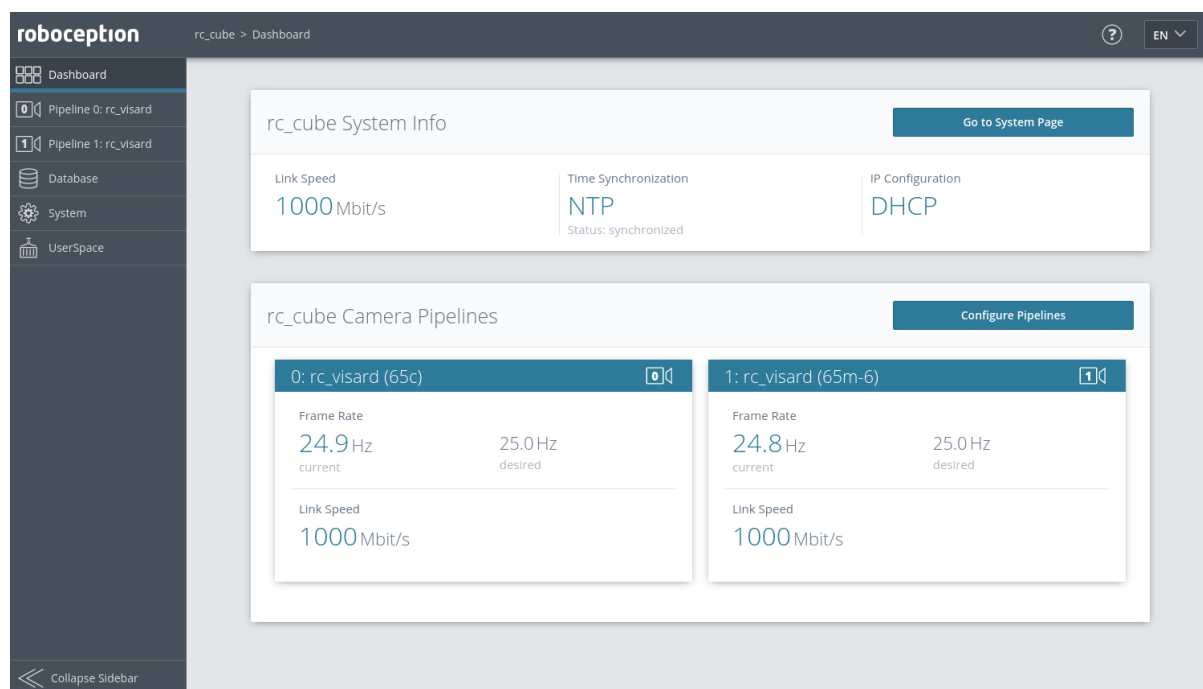 roboception
rc_cube > Dashboard
?
EN
Dashboard
0 Pipeline 0: rc_visard
1 Pipeline 1: rc_visard
Database
System
UserSpace
Collapse Sidebar
rc_cube System Info
Go to System Page
Link Speed
1000 Mbit/s
Time Synchronization
NTP
Status: synchronized
IP Configuration
DHCP
rc_cube Camera Pipelines
Configure Pipelines
0: rc_visard (65c) 0
Frame Rate
24.9 Hz 25.0 Hz
current desired
Link Speed
1000 Mbit/s
1: rc_visard (65m-6) 1
Frame Rate
24.8 Hz 25.0 Hz
current desired
Link Speed
1000 Mbit/s